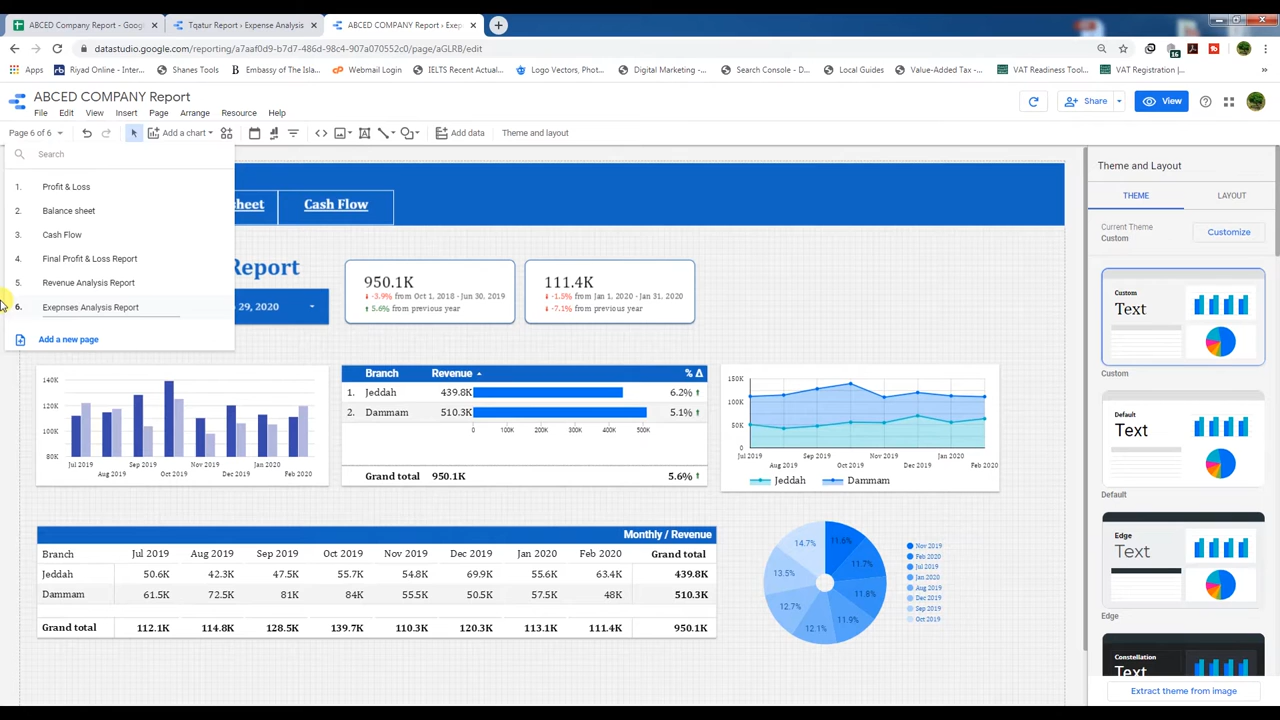 ABCED Company Report - Goog
Tqatur Report › Expense Analysis
ABCED COMPANY Report › Exep
datastudio.google.com/reporting/a7aaf0d9-b7d7-486d-98c4-907a070552c0/page/aGLRB/edit
Apps
Riyad Online - Inter...
Shanes Tools
Embassy of The Isla...
Webmail Login
IELTS Recent Actual...
Logo Vectors, Phot...
Digital Marketing -...
Search Console - D...
Local Guides
Value-Added Tax -...
VAT Readiness Tool...
VAT Registration |...
ABCED COMPANY Report
File Edit View Insert Page Arrange Resource Help
Share
View
Page 6 of 6
Add a chart
Add data
Theme and layout
Search
1. Profit & Loss
2. Balance sheet
3. Cash Flow
4. Final Profit & Loss Report
5. Revenue Analysis Report
6. Exepnses Analysis Report
Add a new page
heet
Cash Flow
Report
29, 2020
950.1K
-3.9% from Oct 1, 2018 - Jun 30, 2019
5.6% from previous year
111.4K
-1.5% from Jan 1, 2020 - Jan 31, 2020
-7.1% from previous year
140K
120K
100K
80K
Jul 2019 Sep 2019 Nov 2019 Jan 2020
Aug 2019 Oct 2019 Dec 2019 Feb 2020
Branch Revenue % Δ
1. Jeddah 439.8K 6.2%
2. Dammam 510.3K 5.1%
0 100K 200K 300K 400K 500K
Grand total 950.1K 5.6%
150K
100K
50K
0
Jul 2019 Sep 2019 Nov 2019 Jan 2020
Aug 2019 Oct 2019 Dec 2019 Feb 2020
Jeddah Dammam
Monthly / Revenue
Branch Jul 2019 Aug 2019 Sep 2019 Oct 2019 Nov 2019 Dec 2019 Jan 2020 Feb 2020 Grand total
Jeddah 50.6K 42.3K 47.5K 55.7K 54.8K 69.9K 55.6K 63.4K 439.8K
Dammam 61.5K 72.5K 81K 84K 55.5K 50.5K 57.5K 48K 510.3K
Grand total 112.1K 114.8K 128.5K 139.7K 110.3K 120.3K 113.1K 111.4K 950.1K
14.7%
11.6%
13.5%
11.7%
11.8%
12.7%
11.9%
12.1%
Nov 2019
Feb 2020
Jul 2019
Jan 2020
Aug 2019
Dec 2019
Sep 2019
Oct 2019
Theme and Layout
THEME LAYOUT
Current Theme
Custom
Customize
Custom
Text
Custom
Default
Text
Default
Edge
Text
Edge
Constellation
Text
Extract theme from image